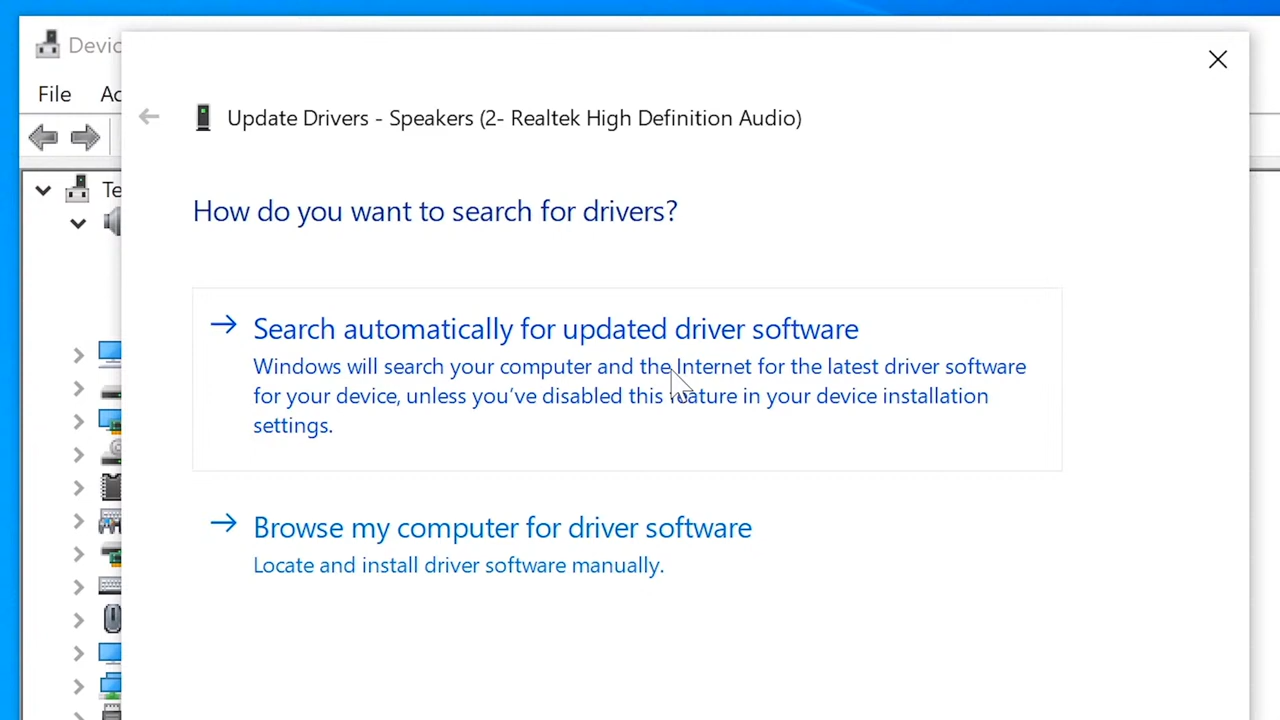 Devic
File Ac
Te
Update Drivers - Speakers (2- Realtek High Definition Audio)
How do you want to search for drivers?
Search automatically for updated driver software
Windows will search your computer and the Internet for the latest driver software
for your device, unless you've disabled this feature in your device installation
settings.
Browse my computer for driver software
Locate and install driver software manually.